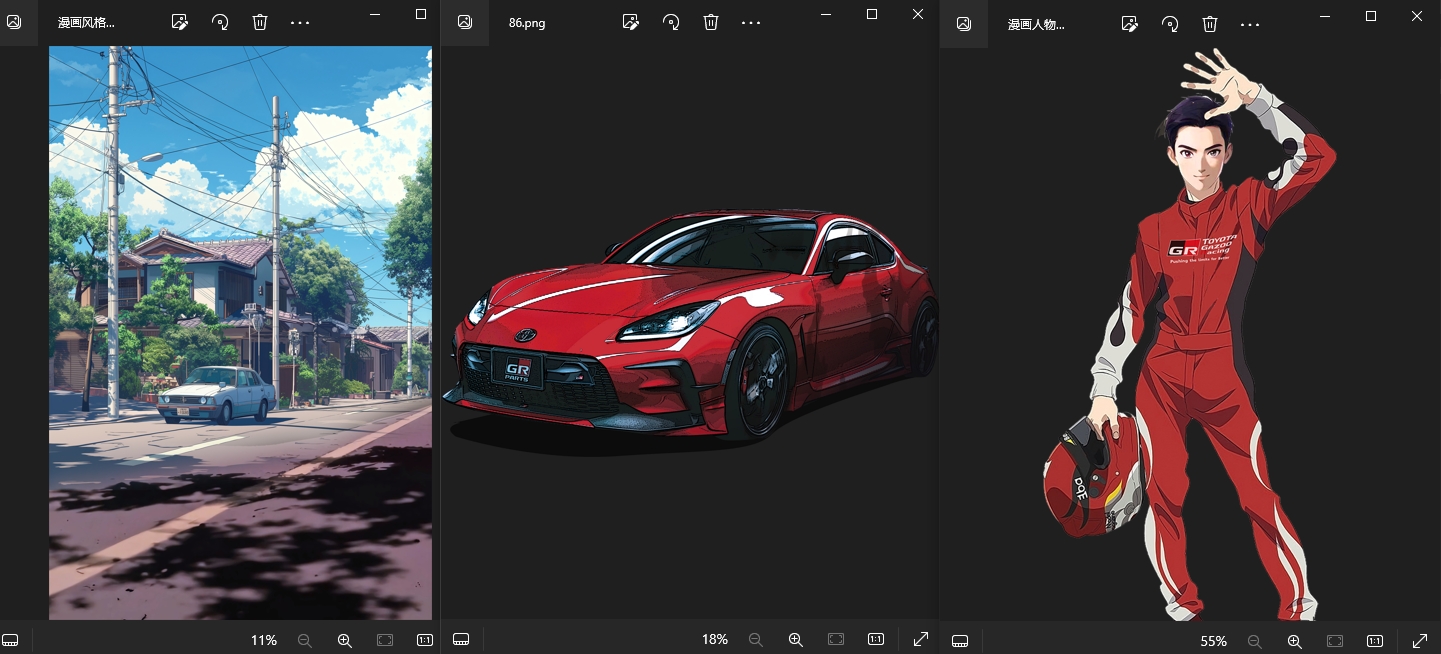 漫画风格...
86.png
漫画人物...
GR
PARTS
GR
TOYOTA
GAZOO
Racing
Pushing the limits for better
11%
1:1
18%
1:1
55%
1:1